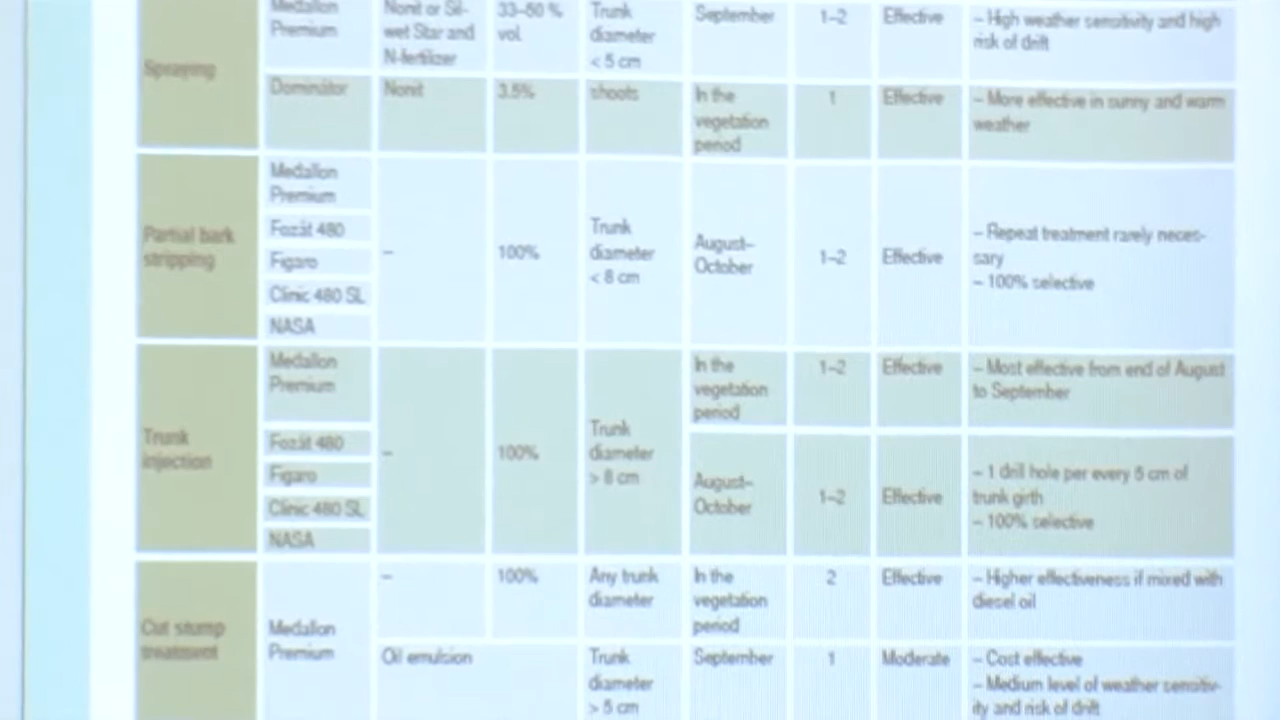 Medallon
Premium
Nonit or Sil-
wet Star and
N-fertilizer
33–50 %
vol.
Trunk
diameter
< 5 cm
September
1–2
Effective
– High weather sensitivity and high
risk of drift
Spraying
Dominátor
Nonit
3.5%
shoots
In the
vegetation
period
1
Effective
– More effective in sunny and warm
weather
Partial bark
stripping
Medallon
Premium
Fozát 480
Figaro
Clinic 480 SL
NASA
–
100%
Trunk
diameter
< 8 cm
August–
October
1–2
Effective
– Repeat treatment rarely neces-
sary
– 100% selective
Trunk
injection
Medallon
Premium
Fozát 480
Figaro
Clinic 480 SL
NASA
–
100%
Trunk
diameter
> 8 cm
In the
vegetation
period
1–2
Effective
– Most effective from end of August
to September
August–
October
1–2
Effective
– 1 drill hole per every 5 cm of
trunk girth
– 100% selective
Cut stump
treatment
Medallon
Premium
–
100%
Any trunk
diameter
In the
vegetation
period
2
Effective
– Higher effectiveness if mixed with
diesel oil
Oil emulsion
Trunk
diameter
> 5 cm
September
1
Moderate
– Cost effective
– Medium level of weather sensitiv-
ity and risk of drift